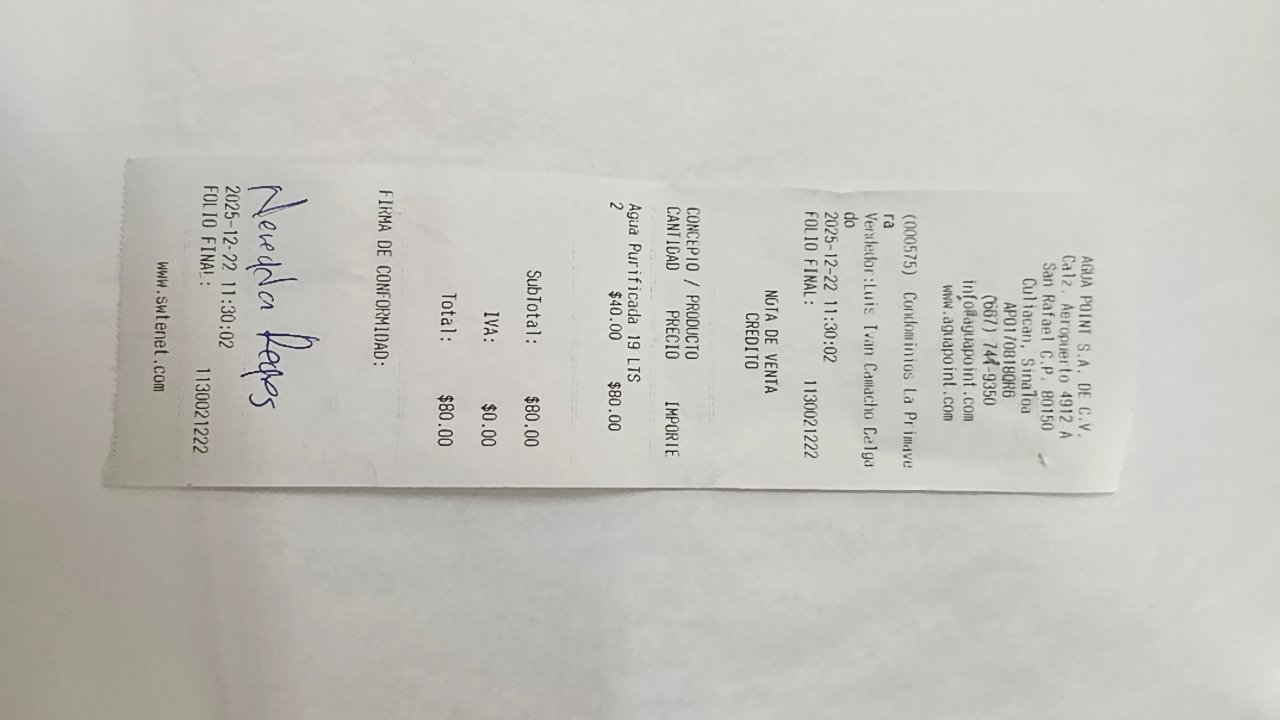 AGUA POINT S.A. DE C.V.
Calz. Aeropuerto 4912 A
San Rafael C.P. 80150
Culiacan, Sinaloa
APO170818QR6
(667) 744-9350
info@aguapoint.com
www.aguapoint.com
(000575) Condominios La Primave
ra
Vendedor:Luis Ivan Camacho Delga
do
2025-12-22 11:30:02
FOLIO FINAL: 1130021222
NOTA DE VENTA
CREDITO
CONCEPTO / PRODUCTO
CANTIDAD PRECIO IMPORTE
Agua Purificada 19 LTS
2 $40.00 $80.00
SubTotal: $80.00
IVA: $0.00
Total: $80.00
FIRMA DE CONFORMIDAD:
2025-12-22 11:30:02
FOLIO FINAL: 1130021222
www.swtenet.com